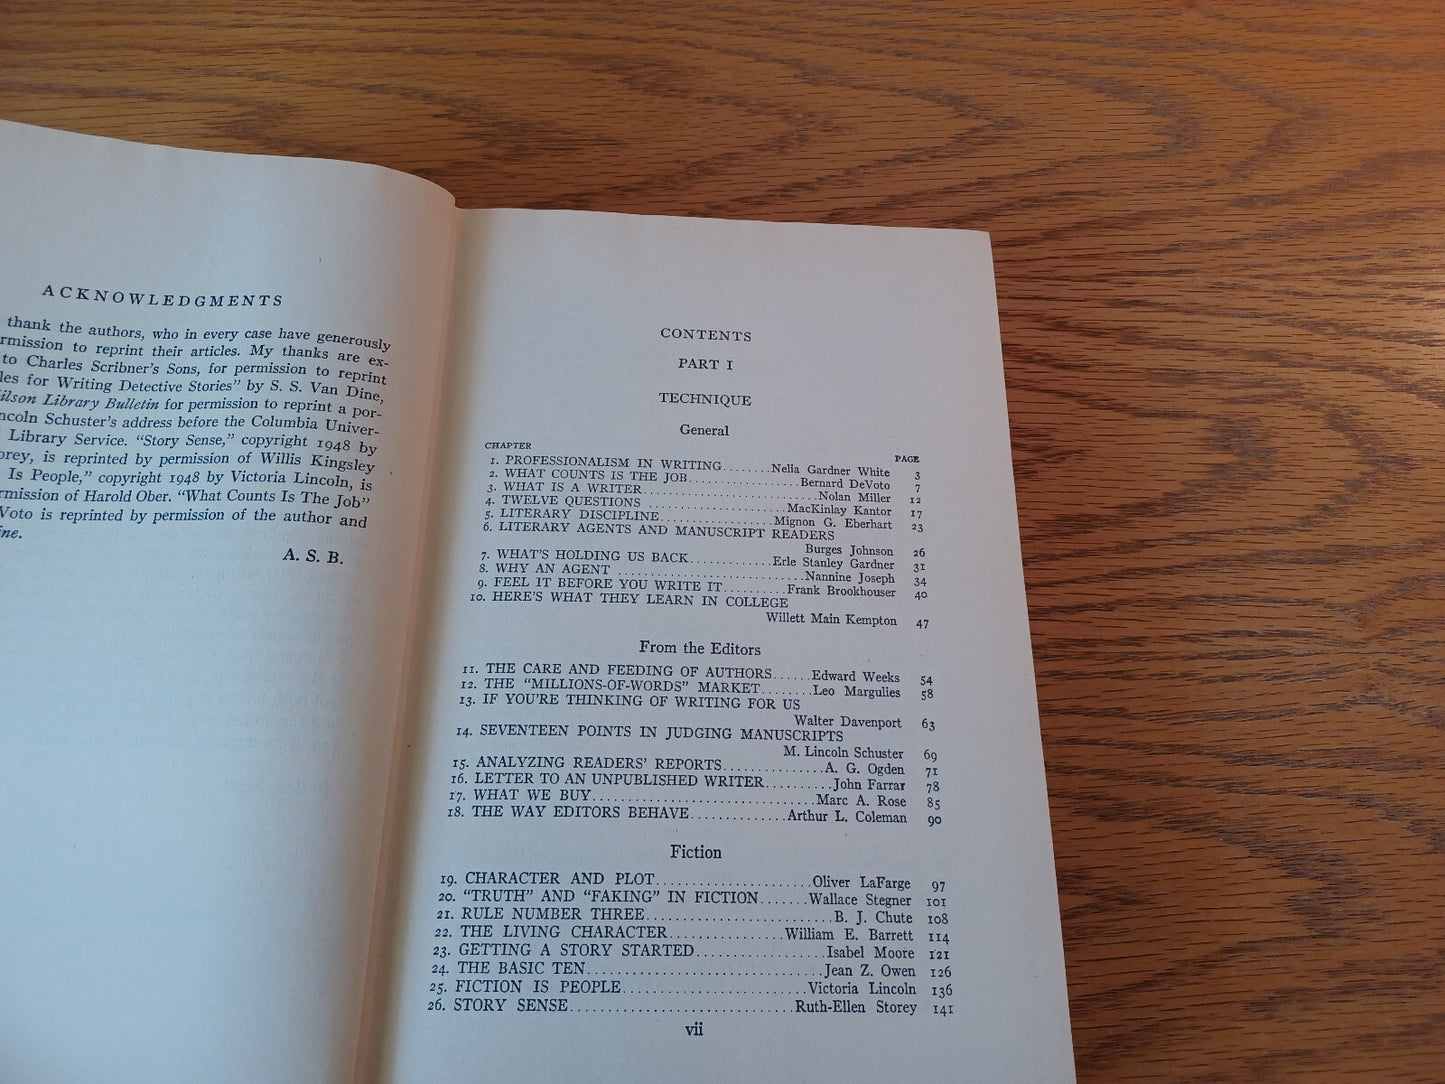 ACKNOWLEDGMENTS
thank the authors, who in every case have generously
rmission to reprint their articles. My thanks are ex-
to Charles Scribner's Sons, for permission to reprint
les for Writing Detective Stories" by S. S. Van Dine,
ilson Library Bulletin for permission to reprint a por-
ncoln Schuster's address before the Columbia Univer-
Library Service. "Story Sense," copyright 1948 by
orey, is reprinted by permission of Willis Kingsley
Is People," copyright 1948 by Victoria Lincoln, is
rmission of Harold Ober. "What Counts Is The Job"
Voto is reprinted by permission of the author and
ine.
A. S. B.
CONTENTS
PART I
TECHNIQUE
General
CHAPTER PAGE
1. PROFESSIONALISM IN WRITING........Nelia Gardner White 3
2. WHAT COUNTS IS THE JOB..................Bernard DeVoto 7
3. WHAT IS A WRITER............................Nolan Miller 12
4. TWELVE QUESTIONS ......................MacKinlay Kantor 17
5. LITERARY DISCIPLINE...................Mignon G. Eberhart 23
6. LITERARY AGENTS AND MANUSCRIPT READERS
Burges Johnson 26
7. WHAT'S HOLDING US BACK.............Erle Stanley Gardner 31
8. WHY AN AGENT ............................Nannine Joseph 34
9. FEEL IT BEFORE YOU WRITE IT..........Frank Brookhouser 40
10. HERE'S WHAT THEY LEARN IN COLLEGE
Willett Main Kempton 47
From the Editors
11. THE CARE AND FEEDING OF AUTHORS......Edward Weeks 54
12. THE "MILLIONS-OF-WORDS" MARKET........Leo Margulies 58
13. IF YOU'RE THINKING OF WRITING FOR US
Walter Davenport 63
14. SEVENTEEN POINTS IN JUDGING MANUSCRIPTS
M. Lincoln Schuster 69
15. ANALYZING READERS' REPORTS...............A. G. Ogden 71
16. LETTER TO AN UNPUBLISHED WRITER..........John Farrar 78
17. WHAT WE BUY.................................Marc A. Rose 85
18. THE WAY EDITORS BEHAVE..............Arthur L. Coleman 90
Fiction
19. CHARACTER AND PLOT.......................Oliver LaFarge 97
20. "TRUTH" AND "FAKING" IN FICTION.......Wallace Stegner 101
21. RULE NUMBER THREE...........................B. J. Chute 108
22. THE LIVING CHARACTER.................William E. Barrett 114
23. GETTING A STORY STARTED...................Isabel Moore 121
24. THE BASIC TEN..................................Jean Z. Owen 126
25. FICTION IS PEOPLE...........................Victoria Lincoln 136
26. STORY SENSE.................................Ruth-Ellen Storey 141
vii